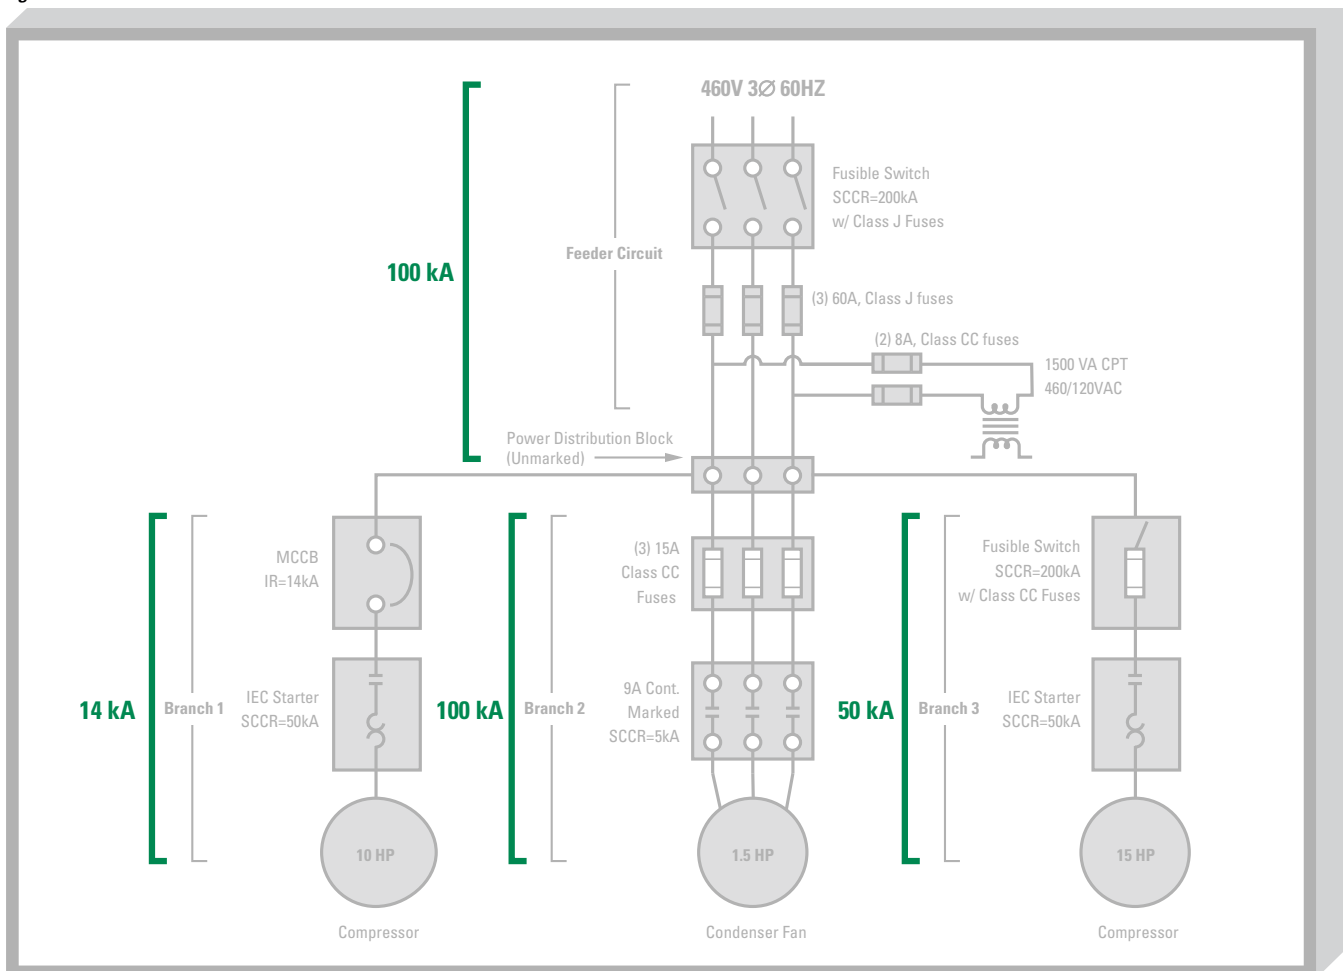 460V 3Ø 60HZ
Fusible Switch
SCCR=200kA
w/ Class J Fuses
Feeder Circuit
100 kA
(3) 60A, Class J fuses
(2) 8A, Class CC fuses
1500 VA CPT
460/120VAC
Power Distribution Block
(Unmarked)
MCCB
IR=14kA
(3) 15A
Class CC
Fuses
Fusible Switch
SCCR=200kA
w/ Class CC Fuses
14 kA
Branch 1
IEC Starter
SCCR=50kA
100 kA
Branch 2
9A Cont.
Marked
SCCR=5kA
50 kA
Branch 3
IEC Starter
SCCR=50kA
10 HP
1.5 HP
15 HP
Compressor
Condenser Fan
Compressor